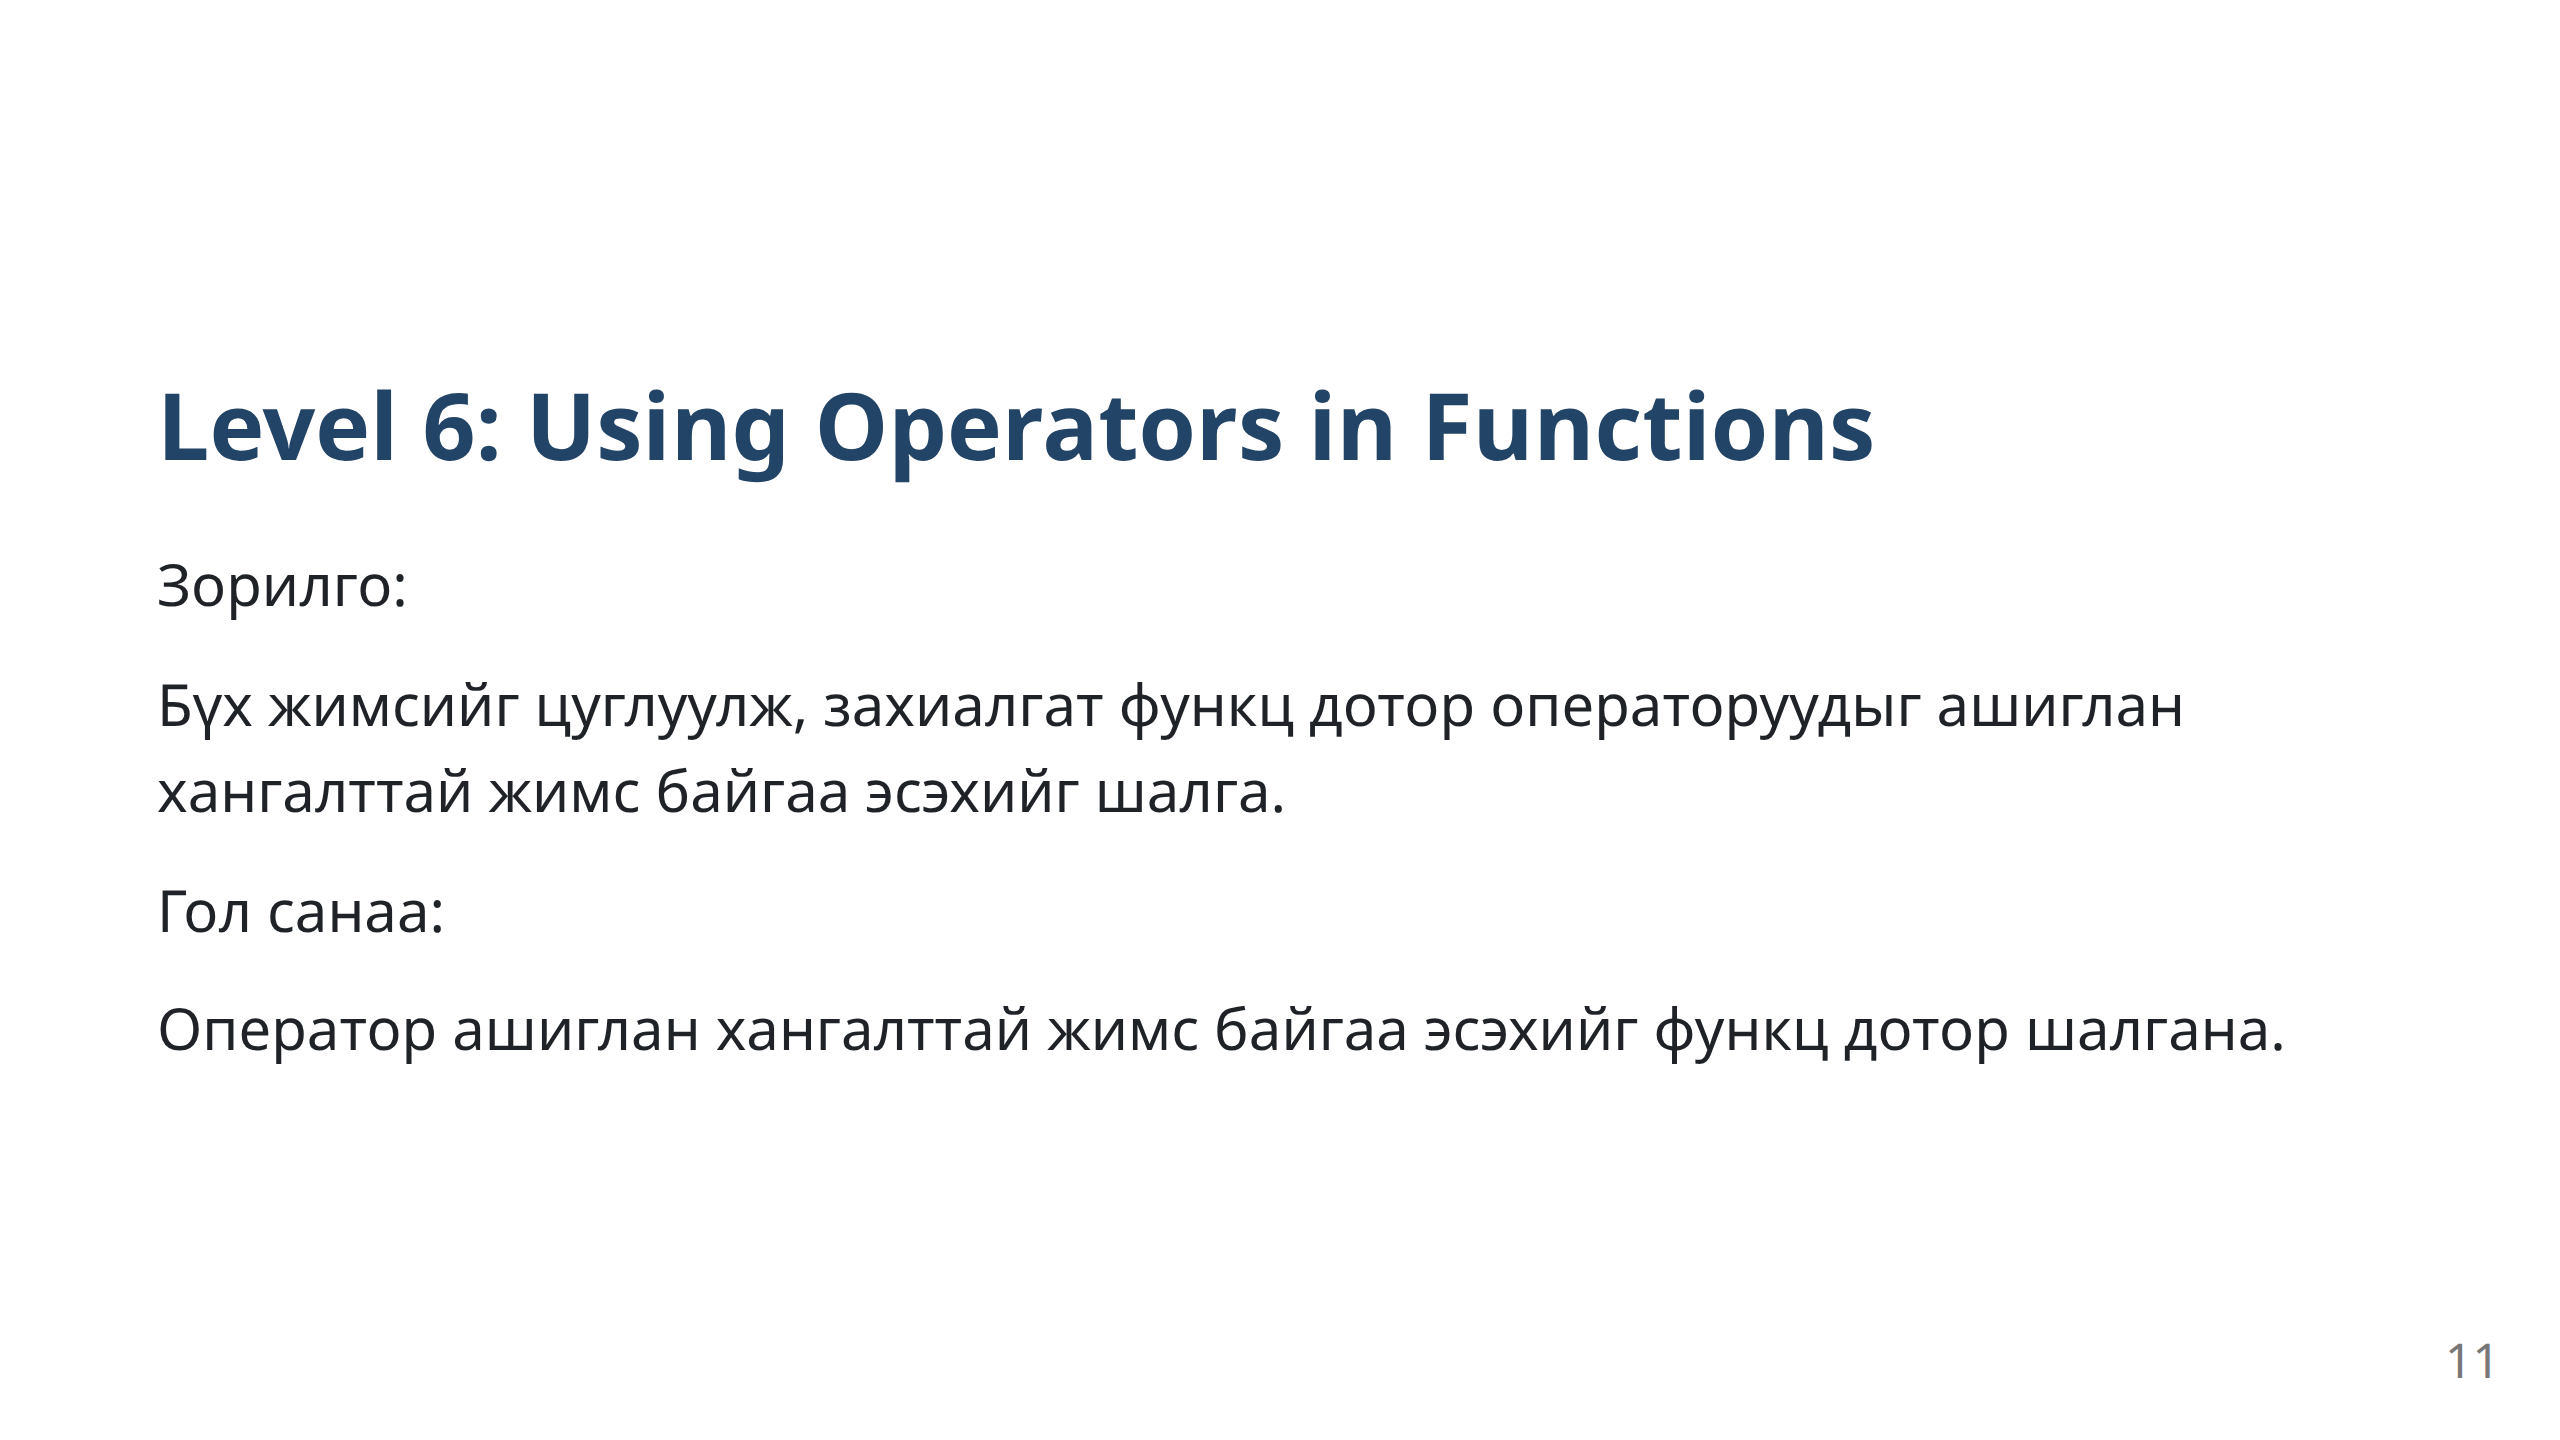 Level 6: Using Operators in Functions
Зорилго:
Бүх жимсийг цуглуулж, захиалгат функц дотор операторуудыг ашиглан
хангалттай жимс байгаа эсэхийг шалга.
Гол санаа:
Оператор ашиглан хангалттай жимс байгаа эсэхийг функц дотор шалгана.
11